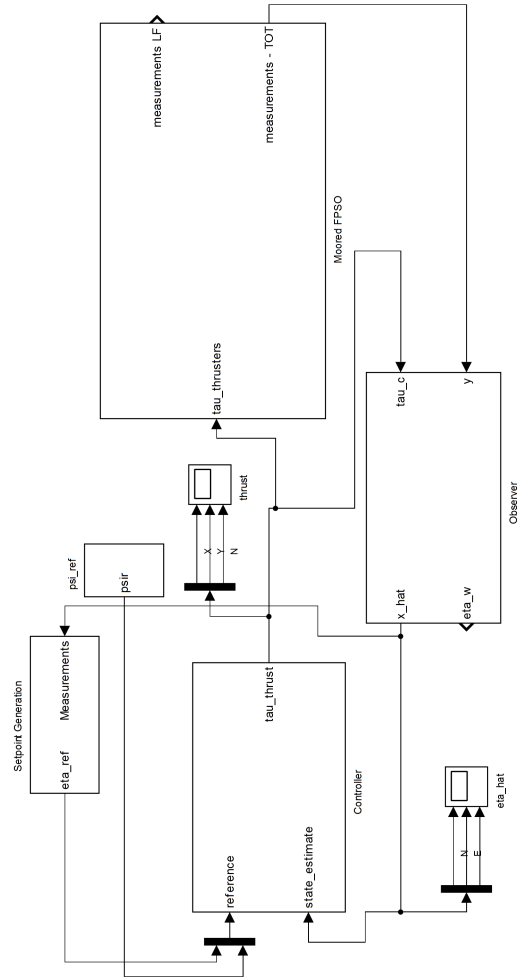 Setpoint Generation
eta_ref
Measurements
psi_ref
psir
thrust
X
Y
N
measurements LF
measurements - TOT
tau_thrusters
Moored FPSO
reference
state_estimate
tau_thrust
Controller
x_hat
eta_w
tau_c
y
Observer
N
E
eta_hat